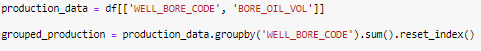 production_data = df[['WELL_BORE_CODE', 'BORE_OIL_VOL']]
grouped_production = production_data.groupby('WELL_BORE_CODE').sum().reset_index()